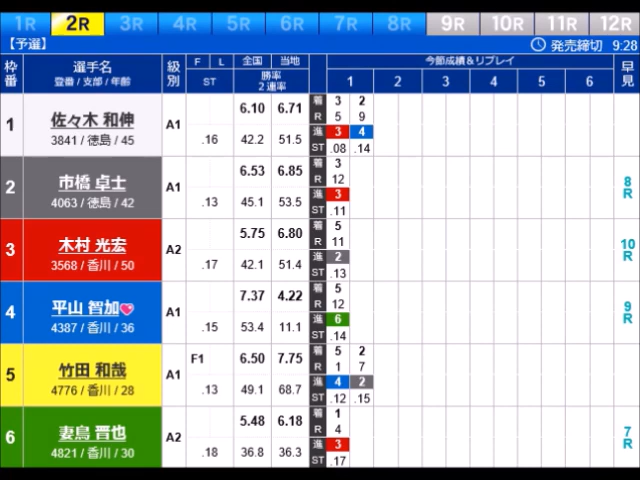 1R 2R 3R 4R 5R 6R 7R 8R 9R 10R 11R 12R
【予選】 発売締切 9:28
枠番 選手名 登番 / 支部 / 年齢 級別 F L ST 全国 当地 勝率 2連率 今節成績&リプレイ 1 2 3 4 5 6 早見
1 佐々木 和伸 A1 6.10 6.71 着 3 2
R 5 9
3841 / 徳島 / 45 .16 42.2 51.5 進 3 4
ST .08 .14
2 市橋 卓士 A1 6.53 6.85 着 3 8R
R 12
4063 / 徳島 / 42 .13 45.1 53.5 進 3
ST .11
3 木村 光宏 A2 5.75 6.80 着 5 10R
R 11
3568 / 香川 / 50 .17 42.1 51.4 進 2
ST .13
4 平山 智加 A1 7.37 4.22 着 5 9R
R 12
4387 / 香川 / 36 .15 53.4 11.1 進 6
ST .14
5 竹田 和哉 A1 F1 6.50 7.75 着 5 2
R 1 7
4776 / 香川 / 28 .13 49.1 68.7 進 4 2
ST .12 .15
6 妻鳥 晋也 A2 5.48 6.18 着 1 7R
R 4
4821 / 香川 / 30 .18 36.8 36.3 進 3
ST .17